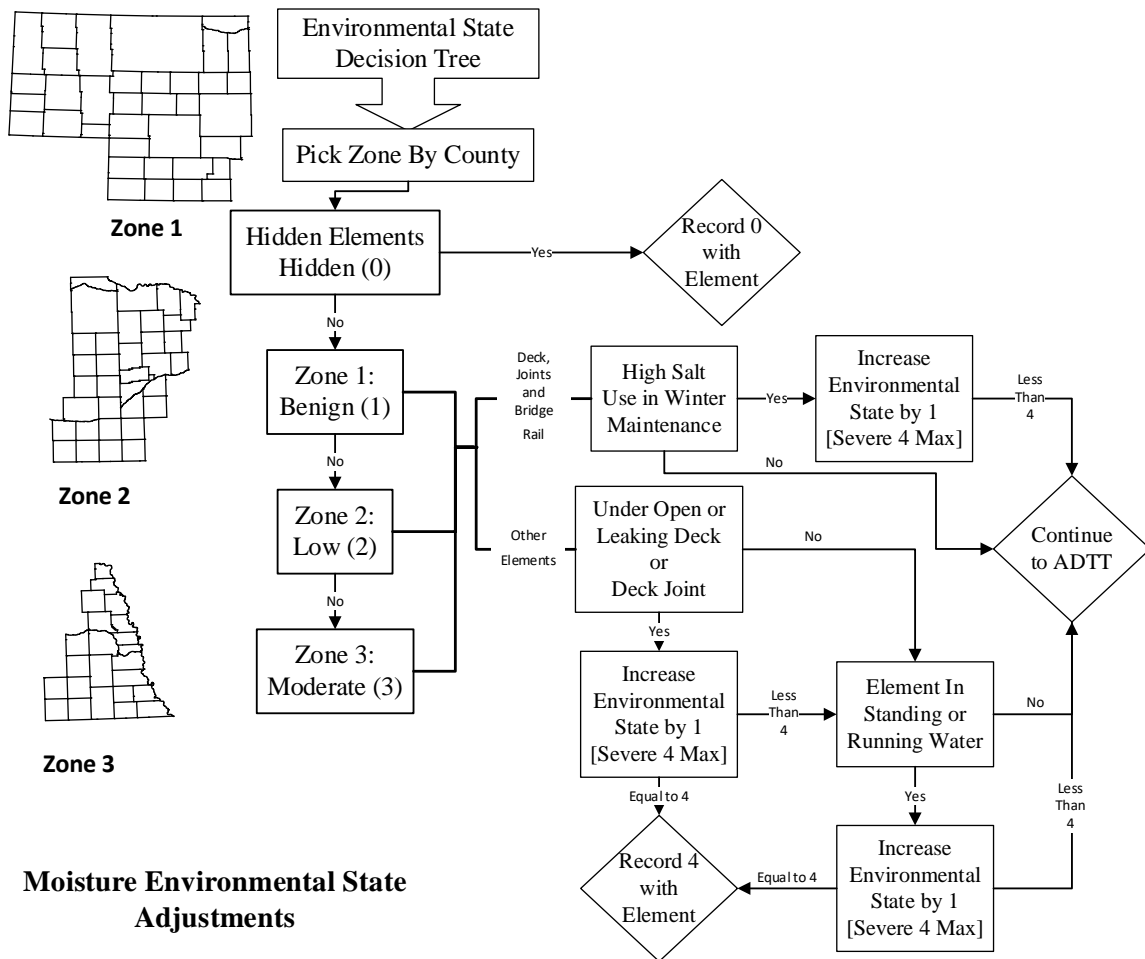 Environmental State
Decision Tree
Pick Zone By County
Zone 1
Hidden Elements
Hidden (0)
Yes
Record 0
with
Element
No
Zone 2
Zone 1:
Benign (1)
Deck,
Joints
and
Bridge
Rail
High Salt
Use in Winter
Maintenance
Yes
Increase
Environmental
State by 1
[Severe 4 Max]
Less
Than
4
No
No
Zone 2:
Low (2)
Other
Elements
Under Open or
Leaking Deck
or
Deck Joint
No
Continue
to ADTT
Zone 3
No
Zone 3:
Moderate (3)
Yes
Increase
Environmental
State by 1
[Severe 4 Max]
Less
Than
4
Element In
Standing or
Running Water
No
Equal to 4
Yes
Less
Than
4
Record 4
with
Element
Equal to 4
Increase
Environmental
State by 1
[Severe 4 Max]
Moisture Environmental State
Adjustments